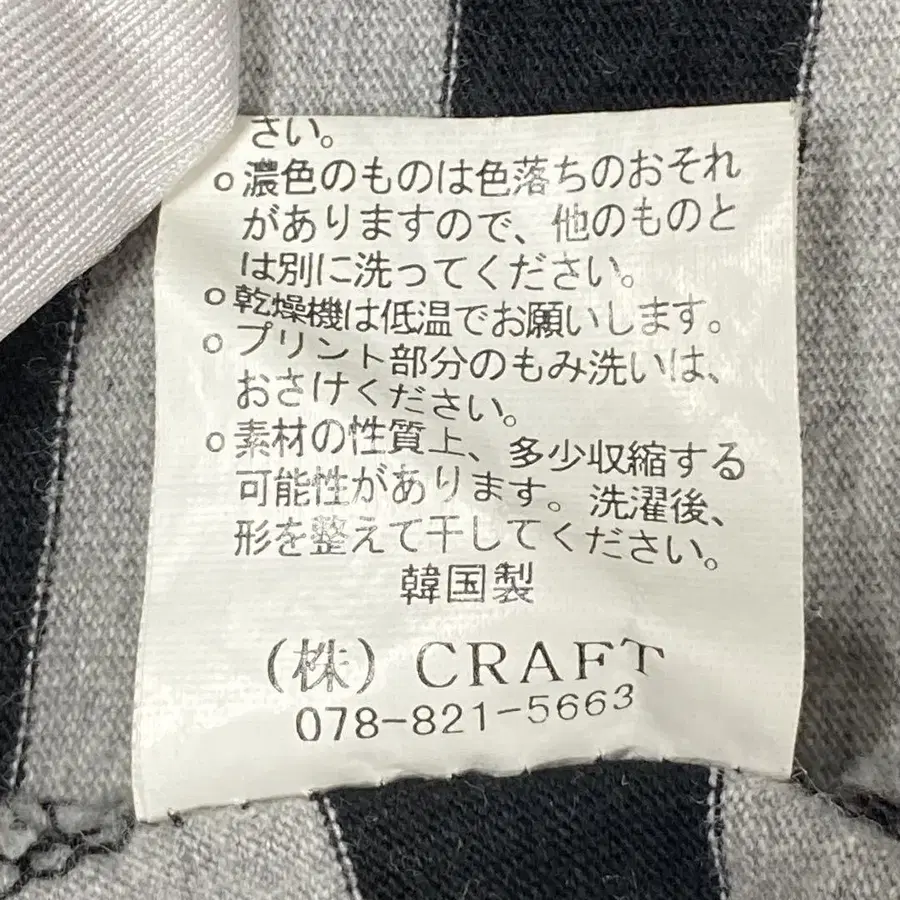 さい。
○濃色のものは色落ちのおそれ
がありますので、他のものと
は別に洗ってください。
○乾燥機は低温でお願いします。
○プリント部分のもみ洗いは、
おさけください。
○素材の性質上、多少収縮する
可能性があります。洗濯後、
形を整えて干してください。
韓国製
(株) CRAFT
078-821-5663